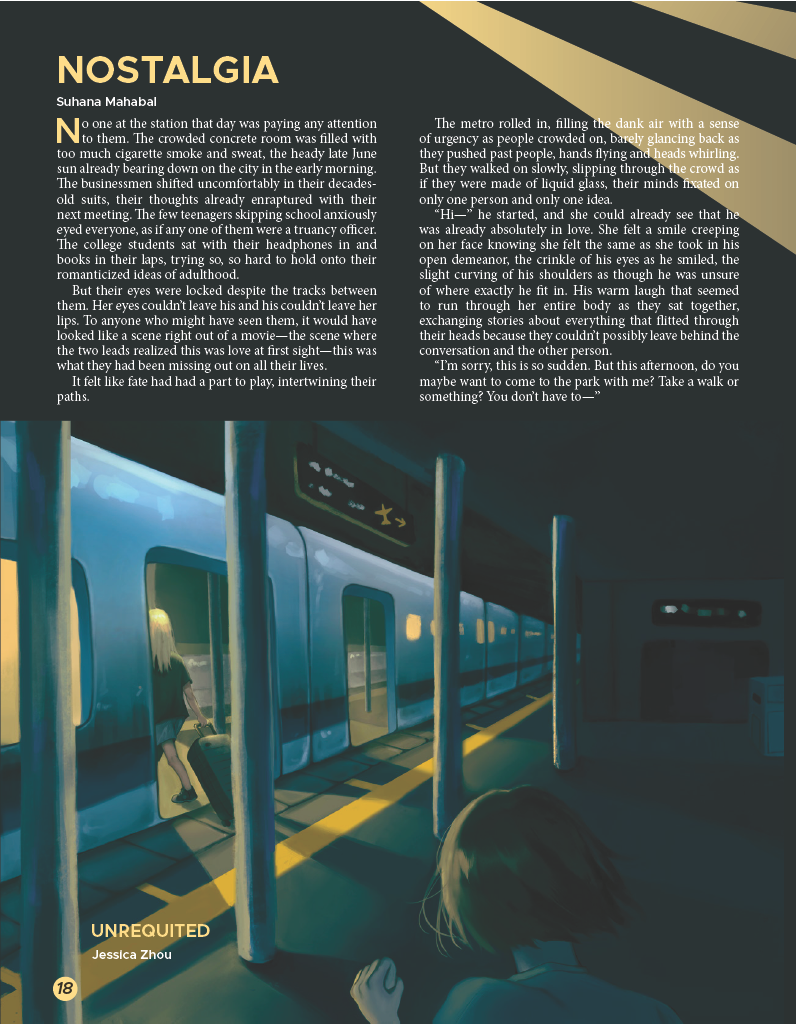 NOSTALGIA
Suhana Mahabal
No one at the station that day was paying any attention
to them. The crowded concrete room was filled with
too much cigarette smoke and sweat, the heady late June
sun already bearing down on the city in the early morning.
The businessmen shifted uncomfortably in their decades-
old suits, their thoughts already enraptured with their
next meeting. The few teenagers skipping school anxiously
eyed everyone, as if any one of them were a truancy officer.
The college students sat with their headphones in and
books in their laps, trying so, so hard to hold onto their
romanticized ideas of adulthood.
But their eyes were locked despite the tracks between
them. Her eyes couldn’t leave his and his couldn’t leave her
lips. To anyone who might have seen them, it would have
looked like a scene right out of a movie—the scene where
the two leads realized this was love at first sight—this was
what they had been missing out on all their lives.
It felt like fate had had a part to play, intertwining their
paths.
The metro rolled in, filling the dank air with a sense
of urgency as people crowded on, barely glancing back as
they pushed past people, hands flying and heads whirling.
But they walked on slowly, slipping through the crowd as
if they were made of liquid glass, their minds fixated on
only one person and only one idea.
“Hi—” he started, and she could already see that he
was already absolutely in love. She felt a smile creeping
on her face knowing she felt the same as she took in his
open demeanor, the crinkle of his eyes as he smiled, the
slight curving of his shoulders as though he was unsure
of where exactly he fit in. His warm laugh that seemed
to run through her entire body as they sat together,
exchanging stories about everything that flitted through
their heads because they couldn’t possibly leave behind the
conversation and the other person.
“I’m sorry, this is so sudden. But this afternoon, do you
maybe want to come to the park with me? Take a walk or
something? You don’t have to—”
UNREQUITED
Jessica Zhou
18